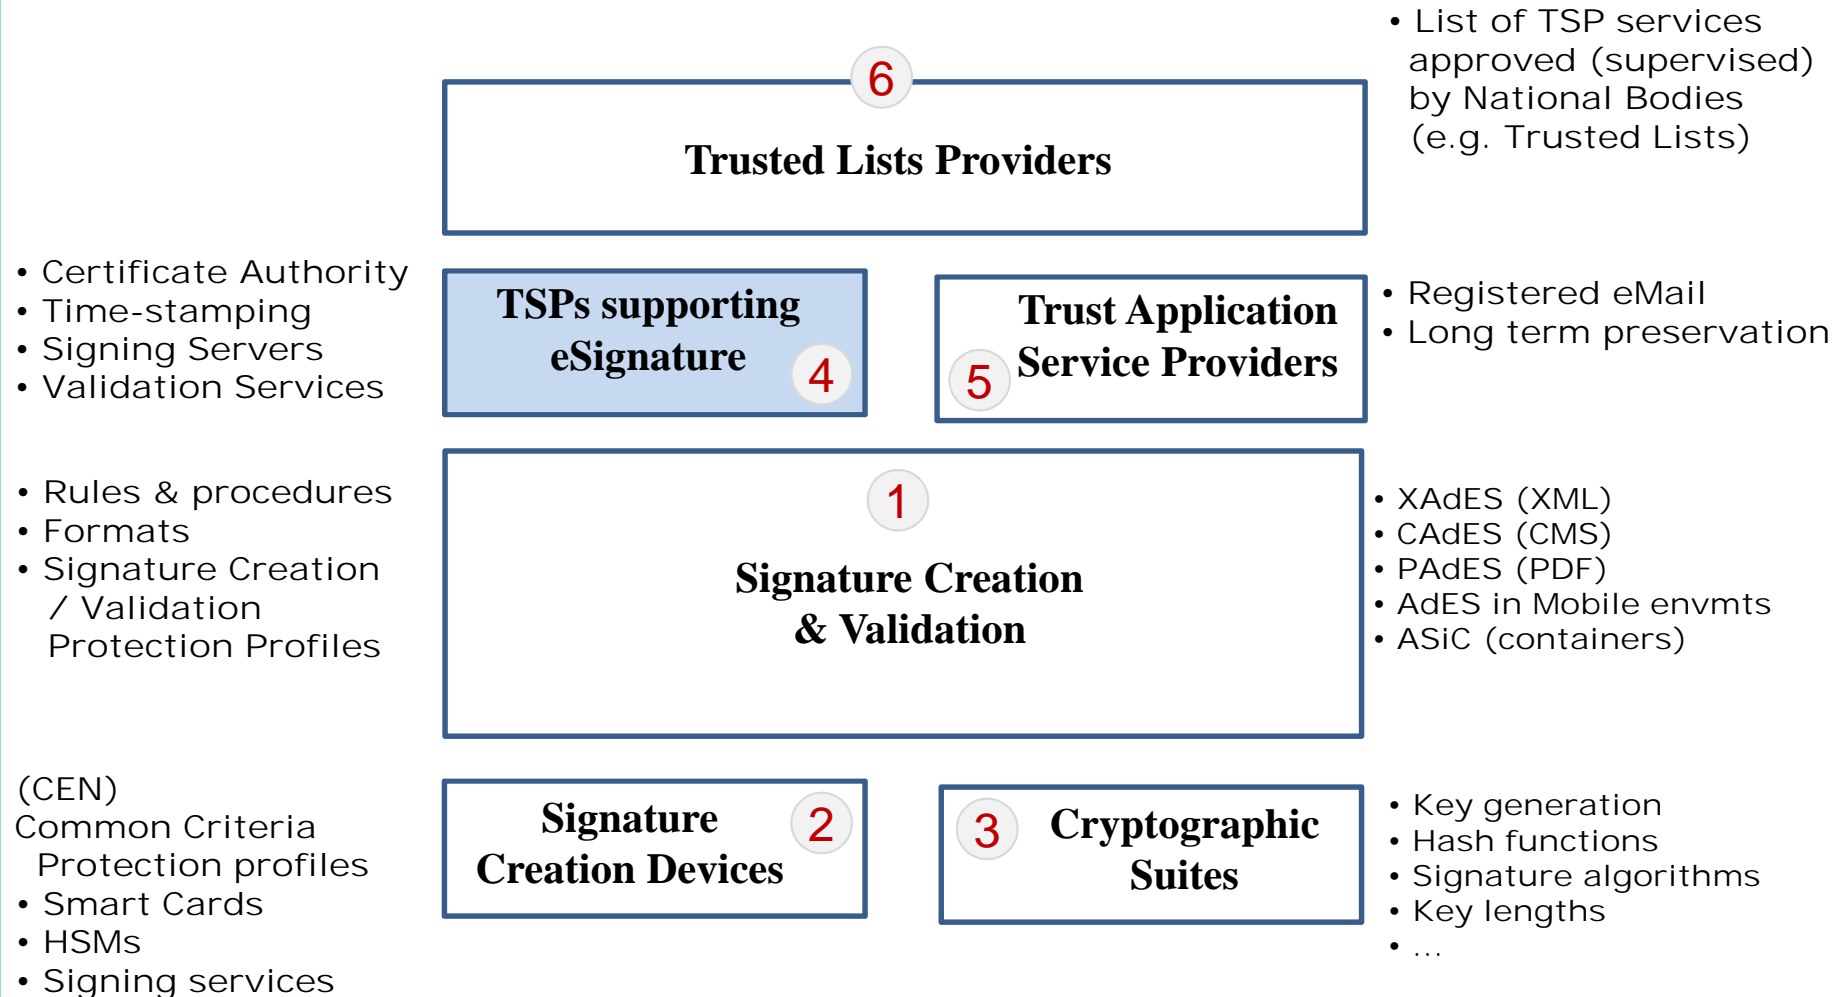 • List of TSP services
approved (supervised)
by National Bodies
(e.g. Trusted Lists)
6
Trusted Lists Providers
• Certificate Authority
• Time-stamping
• Signing Servers
• Validation Services
TSPs supporting
eSignature
4
Trust Application
Service Providers
5
• Registered eMail
• Long term preservation
• Rules & procedures
• Formats
• Signature Creation
/ Validation
Protection Profiles
1
Signature Creation
& Validation
• XAdES (XML)
• CAdES (CMS)
• PAdES (PDF)
• AdES in Mobile envmts
• ASiC (containers)
(CEN)
Common Criteria
Protection profiles
• Smart Cards
• HSMs
• Signing services
Signature
Creation Devices
2
3
Cryptographic
Suites
• Key generation
• Hash functions
• Signature algorithms
• Key lengths
• ...